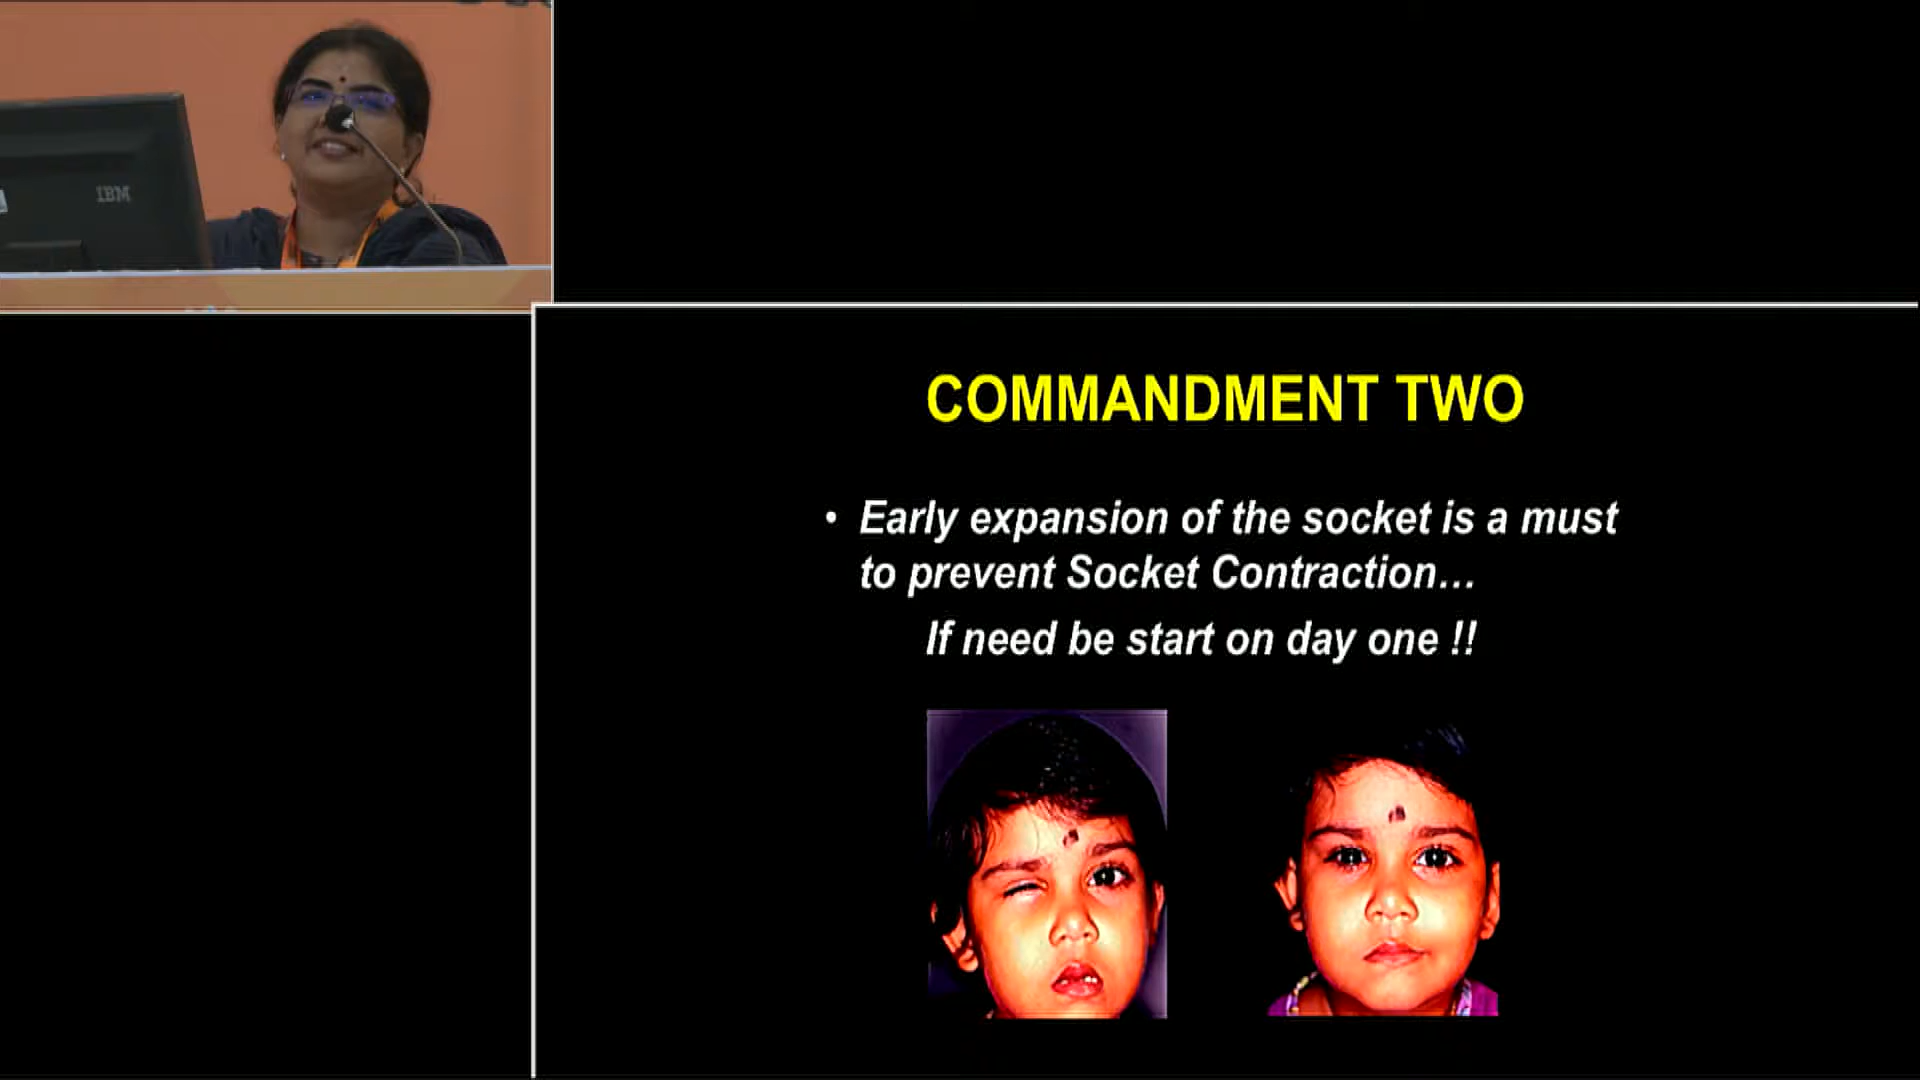 IBM
COMMANDMENT TWO
• Early expansion of the socket is a must
to prevent Socket Contraction...
If need be start on day one !!